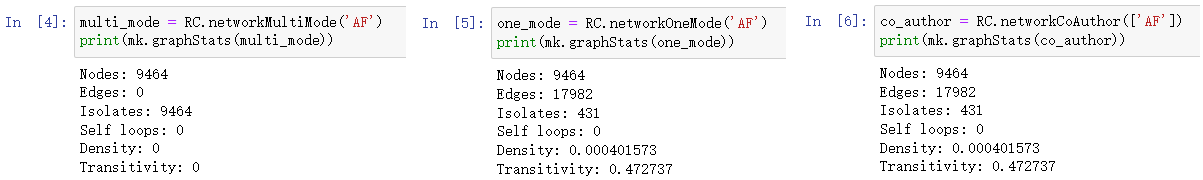 In [4]: multi_mode = RC.networkMultiMode('AF')
print(mk.graphStats(multi_mode))
Nodes: 9464
Edges: 0
Isolates: 9464
Self loops: 0
Density: 0
Transitivity: 0
In [5]: one_mode = RC.networkOneMode('AF')
print(mk.graphStats(one_mode))
Nodes: 9464
Edges: 17982
Isolates: 431
Self loops: 0
Density: 0.000401573
Transitivity: 0.472737
In [6]: co_author = RC.networkCoAuthor(['AF'])
print(mk.graphStats(co_author))
Nodes: 9464
Edges: 17982
Isolates: 431
Self loops: 0
Density: 0.000401573
Transitivity: 0.472737